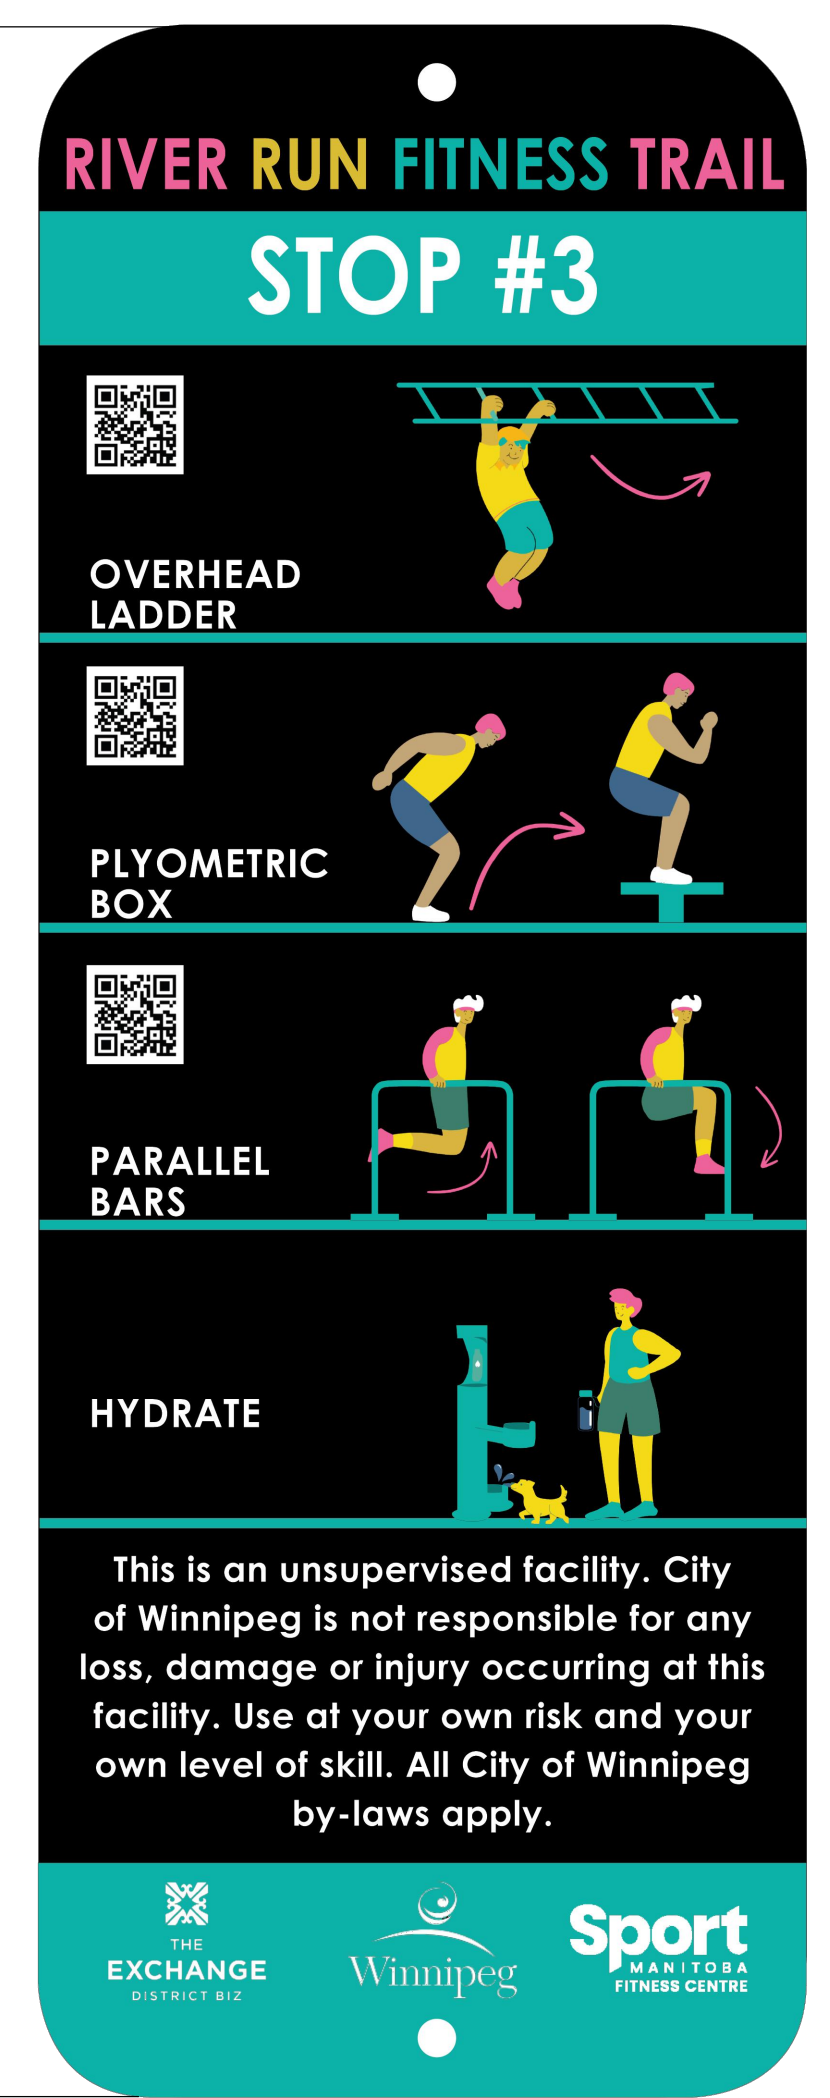 RIVER RUN FITNESS TRAIL
STOP #3
OVERHEAD
LADDER
PLYOMETRIC
BOX
PARALLEL
BARS
HYDRATE
This is an unsupervised facility. City
of Winnipeg is not responsible for any
loss, damage or injury occurring at this
facility. Use at your own risk and your
own level of skill. All City of Winnipeg
by-laws apply.
THE
EXCHANGE
DISTRICT BIZ
Winnipeg
Sport
MANITOBA
FITNESS CENTRE